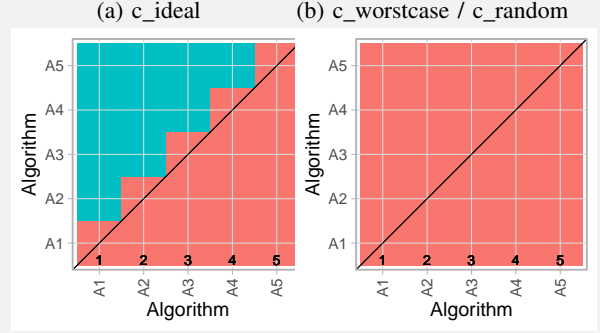 (a) c_ideal
(b) c_worstcase / c_random
Algorithm
A5
A4
A3
A2
A1
1 2 3 4 5
A1 A2 A3 A4 A5
Algorithm
Algorithm
A5
A4
A3
A2
A1
1 2 3 4 5
A1 A2 A3 A4 A5
Algorithm